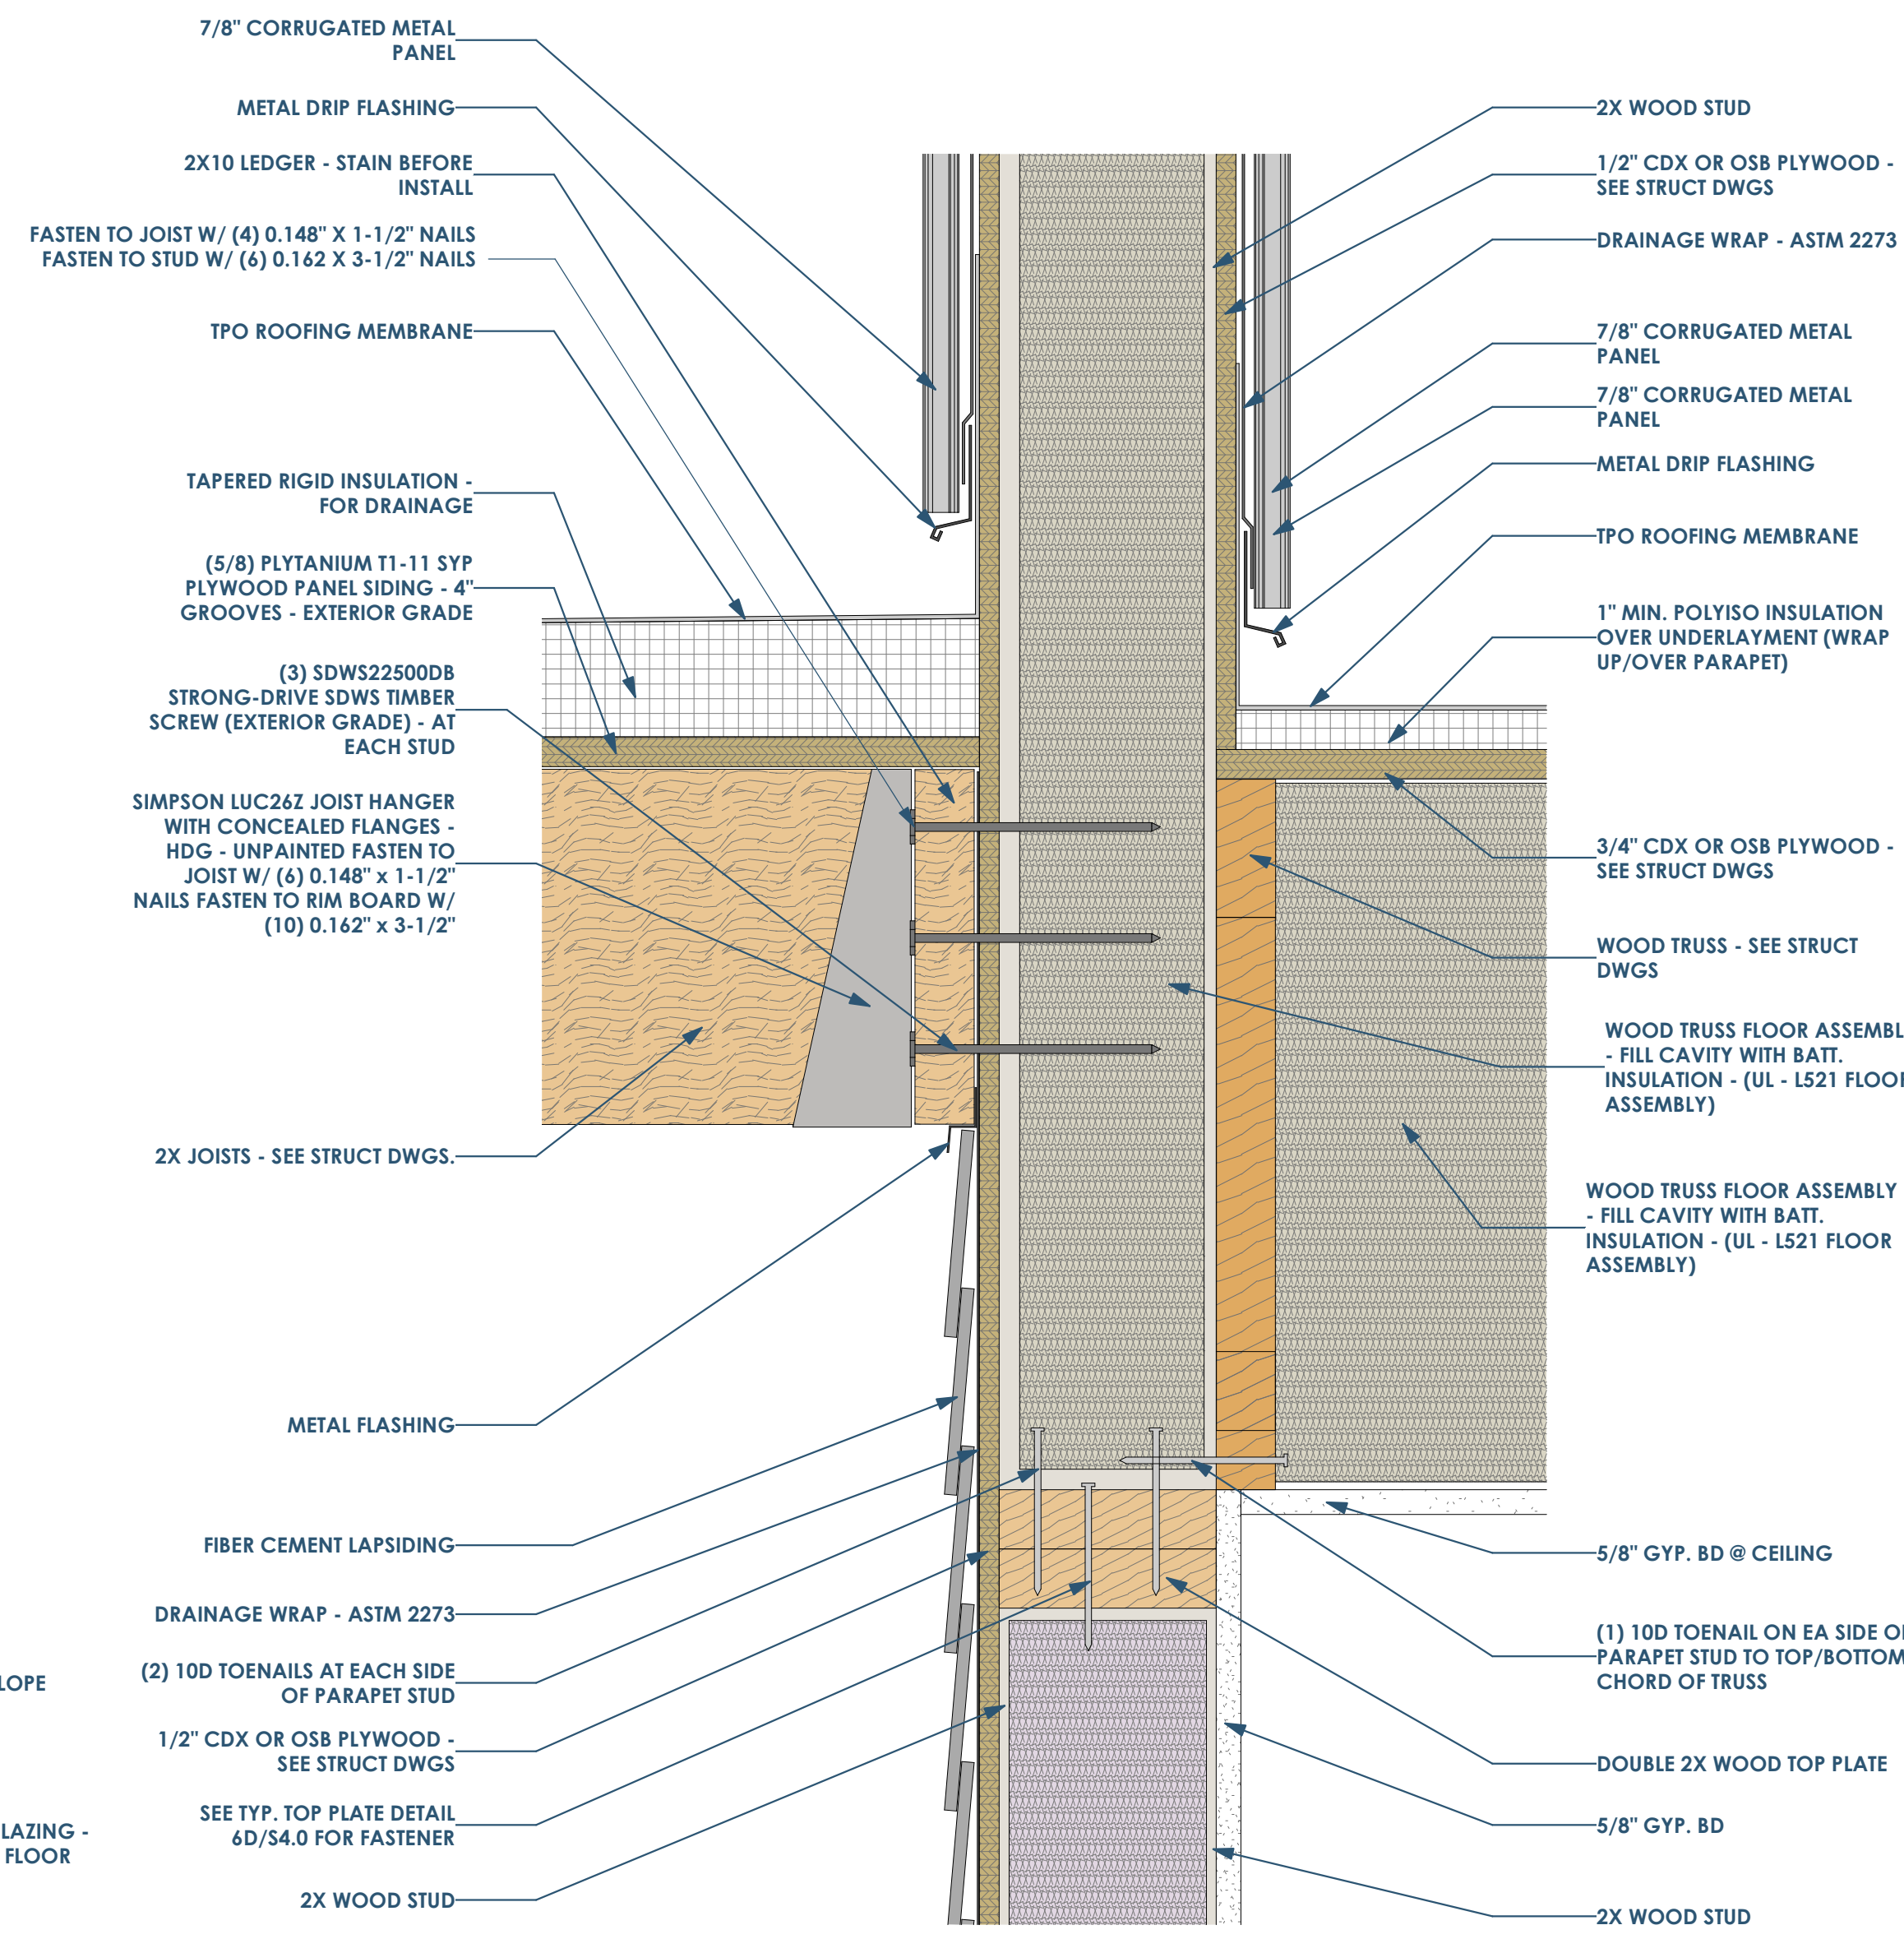 7/8" CORRUGATED METAL
PANEL
METAL DRIP FLASHING
2X10 LEDGER - STAIN BEFORE
INSTALL
FASTEN TO JOIST W/ (4) 0.148" X 1-1/2" NAILS
FASTEN TO STUD W/ (6) 0.162 X 3-1/2" NAILS
TPO ROOFING MEMBRANE
TAPERED RIGID INSULATION -
FOR DRAINAGE
(5/8) PLYTANIUM T1-11 SYP
PLYWOOD PANEL SIDING - 4"
GROOVES - EXTERIOR GRADE
(3) SDWS22500DB
STRONG-DRIVE SDWS TIMBER
SCREW (EXTERIOR GRADE) - AT
EACH STUD
SIMPSON LUC26Z JOIST HANGER
WITH CONCEALED FLANGES -
HDG - UNPAINTED FASTEN TO
JOIST W/ (6) 0.148" x 1-1/2"
NAILS FASTEN TO RIM BOARD W/
(10) 0.162" x 3-1/2"
2X JOISTS - SEE STRUCT DWGS.
METAL FLASHING
FIBER CEMENT LAPSIDING
DRAINAGE WRAP - ASTM 2273
(2) 10D TOENAILS AT EACH SIDE
OF PARAPET STUD
1/2" CDX OR OSB PLYWOOD -
SEE STRUCT DWGS
SEE TYP. TOP PLATE DETAIL
6D/S4.0 FOR FASTENER
2X WOOD STUD
LOPE
LAZING -
FLOOR
2X WOOD STUD
1/2" CDX OR OSB PLYWOOD -
SEE STRUCT DWGS
DRAINAGE WRAP - ASTM 2273
7/8" CORRUGATED METAL
PANEL
7/8" CORRUGATED METAL
PANEL
METAL DRIP FLASHING
TPO ROOFING MEMBRANE
1" MIN. POLYISO INSULATION
OVER UNDERLAYMENT (WRAP
UP/OVER PARAPET)
3/4" CDX OR OSB PLYWOOD -
SEE STRUCT DWGS
WOOD TRUSS - SEE STRUCT
DWGS
WOOD TRUSS FLOOR ASSEMBL
- FILL CAVITY WITH BATT.
INSULATION - (UL - L521 FLOOR
ASSEMBLY)
WOOD TRUSS FLOOR ASSEMBLY
- FILL CAVITY WITH BATT.
INSULATION - (UL - L521 FLOOR
ASSEMBLY)
5/8" GYP. BD @ CEILING
(1) 10D TOENAIL ON EA SIDE O
PARAPET STUD TO TOP/BOTTOM
CHORD OF TRUSS
DOUBLE 2X WOOD TOP PLATE
5/8" GYP. BD
2X WOOD STUD